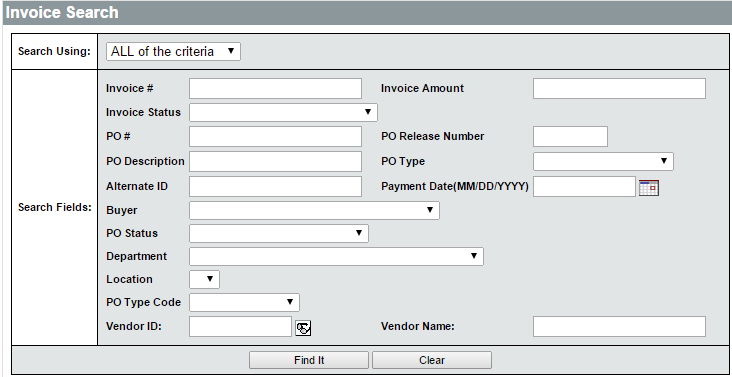 Invoice Search
Search Using: ALL of the criteria
Invoice # Invoice Amount
Invoice Status
PO # PO Release Number
PO Description PO Type
Alternate ID Payment Date(MM/DD/YYYY)
Search Fields:
Buyer
PO Status
Department
Location
PO Type Code
Vendor ID: Vendor Name:
Find It Clear